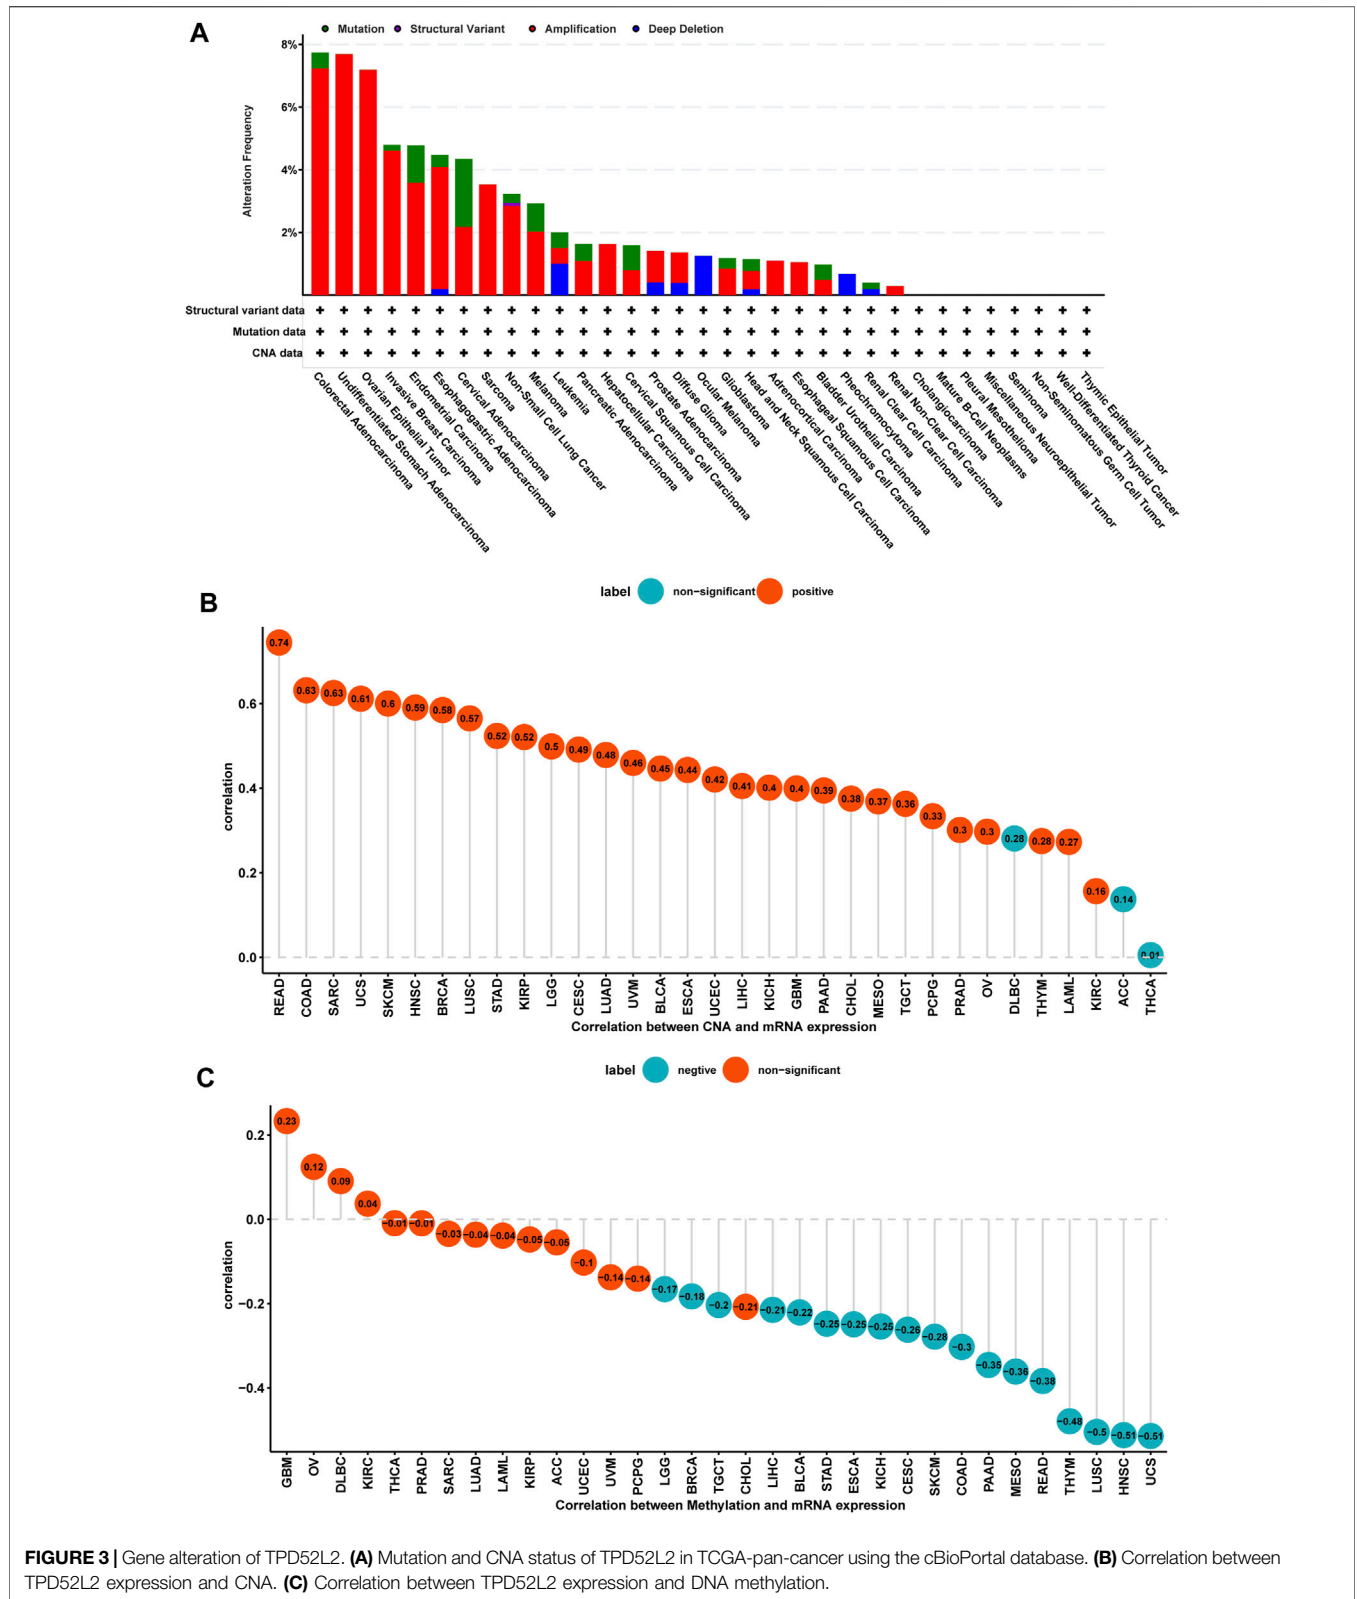 A
Mutation Structural Variant Amplification Deep Deletion
8%
6%
4%
2%
Alteration Frequency
Structural variant data + + + + + + + + + + + + + + + + + + + + + + + + + + + + + + + + +
Mutation data + + + + + + + + + + + + + + + + + + + + + + + + + + + + + + + + +
CNA data + + + + + + + + + + + + + + + + + + + + + + + + + + + + + + + + +
Colorectal Adenocarcinoma
Undifferentiated Stomach Adenocarcinoma
Ovarian Epithelial Tumor
Invasive Breast Carcinoma
Endometrial Carcinoma
Esophagogastric Adenocarcinoma
Cervical Adenocarcinoma
Sarcoma
Non-Small Cell Lung Cancer
Melanoma
Leukemia
Pancreatic Adenocarcinoma
Hepatocellular Carcinoma
Cervical Squamous Cell Carcinoma
Prostate Adenocarcinoma
Diffuse Glioma
Ocular Melanoma
Glioblastoma
Head and Neck Squamous Cell Carcinoma
Adrenocortical Carcinoma
Esophageal Squamous Cell Carcinoma
Bladder Urothelial Carcinoma
Pheochromocytoma
Renal Clear Cell Carcinoma
Renal Non-Clear Cell Carcinoma
Cholangiocarcinoma
Mature B-Cell Neoplasms
Pleural Mesothelioma
Miscellaneous Neuroepithelial Tumor
Seminoma
Non-Seminomatous Germ Cell Tumor
Well-Differentiated Thyroid Cancer
Thymic Epithelial Tumor
B
label non−significant positive
correlation
0.6
0.4
0.2
0.0
0.74 0.63 0.63 0.61 0.6 0.59 0.58 0.57 0.52 0.52 0.5 0.49 0.48 0.46 0.45 0.44 0.42 0.41 0.4 0.4 0.39 0.38 0.37 0.36 0.33 0.3 0.3 0.28 0.28 0.27 0.16 0.14 0.01
READ COAD SARC UCS SKCM HNSC BRCA LUSC STAD KIRP LGG CESC LUAD UVM BLCA ESCA UCEC LIHC KICH GBM PAAD CHOL MESO TGCT PCPG PRAD OV DLBC THYM LAML KIRC ACC THCA
Correlation between CNA and mRNA expression
C
label negtive non−significant
correlation
0.2
0.0
−0.2
−0.4
0.23 0.12 0.09 0.04 −0.01 −0.01 −0.03 −0.04 −0.04 −0.05 −0.05 −0.1 −0.14 −0.14 −0.17 −0.18 −0.2 −0.21 −0.21 −0.22 −0.25 −0.25 −0.25 −0.26 −0.28 −0.3 −0.35 −0.36 −0.38 −0.48 −0.5 −0.51 −0.51
GBM OV DLBC KIRC THCA PRAD SARC LUAD LAML KIRP ACC UCEC UVM PCPG LGG BRCA TGCT CHOL LIHC BLCA STAD ESCA KICH CESC SKCM COAD PAAD MESO READ THYM LUSC HNSC UCS
Correlation between Methylation and mRNA expression
FIGURE 3 | Gene alteration of TPD52L2. (A) Mutation and CNA status of TPD52L2 in TCGA-pan-cancer using the cBioPortal database. (B) Correlation between
TPD52L2 expression and CNA. (C) Correlation between TPD52L2 expression and DNA methylation.